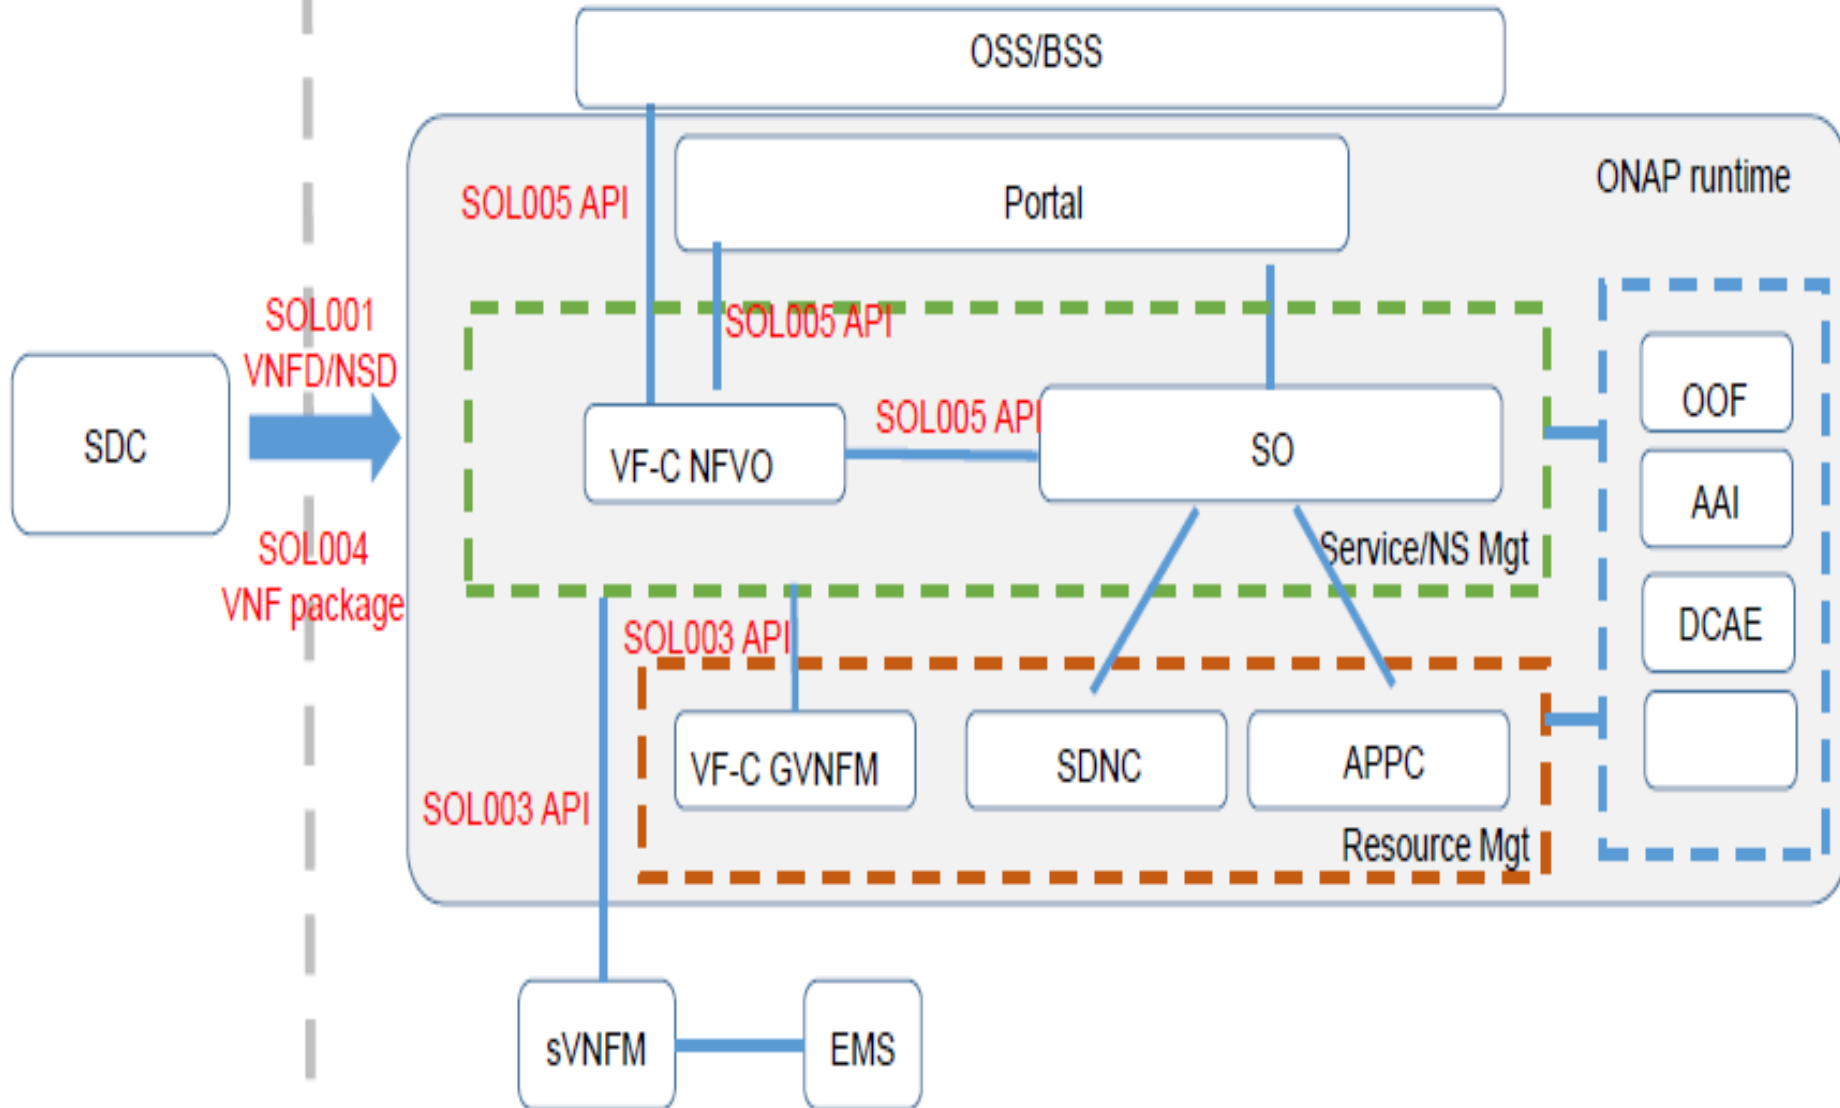 OSS/BSS
ONAP runtime
SOL005 API
Portal
SOL001
VNFD/NSD
SOL005 API
SDC
SOL005 API
VF-C NFVO
SO
OOF
AAI
SOL004
VNF package
Service/NS Mgt
DCAE
SOL003 API
VF-C GVNFM
SDNC
APPC
SOL003 API
Resource Mgt
sVNFM
EMS